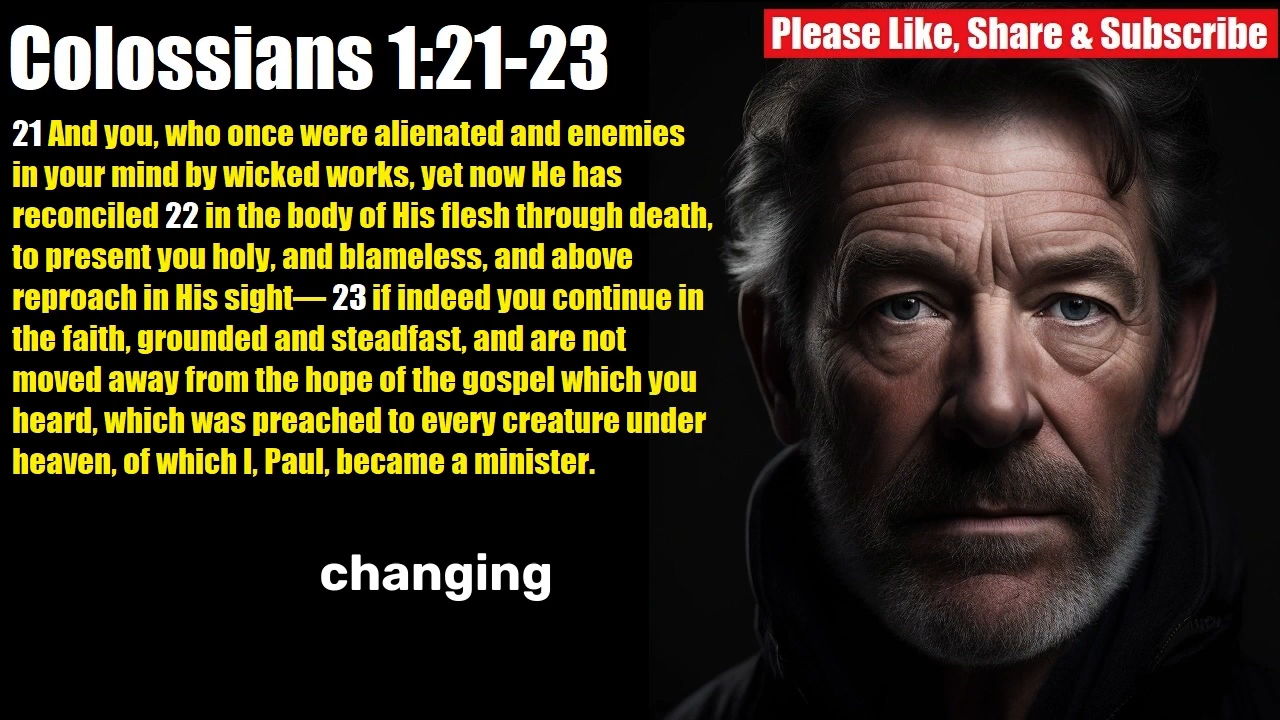 Colossians 1:21-23
Please Like, Share & Subscribe
21 And you, who once were alienated and enemies
in your mind by wicked works, yet now He has
reconciled 22 in the body of His flesh through death,
to present you holy, and blameless, and above
reproach in His sight— 23 if indeed you continue in
the faith, grounded and steadfast, and are not
moved away from the hope of the gospel which you
heard, which was preached to every creature under
heaven, of which I, Paul, became a minister.
changing